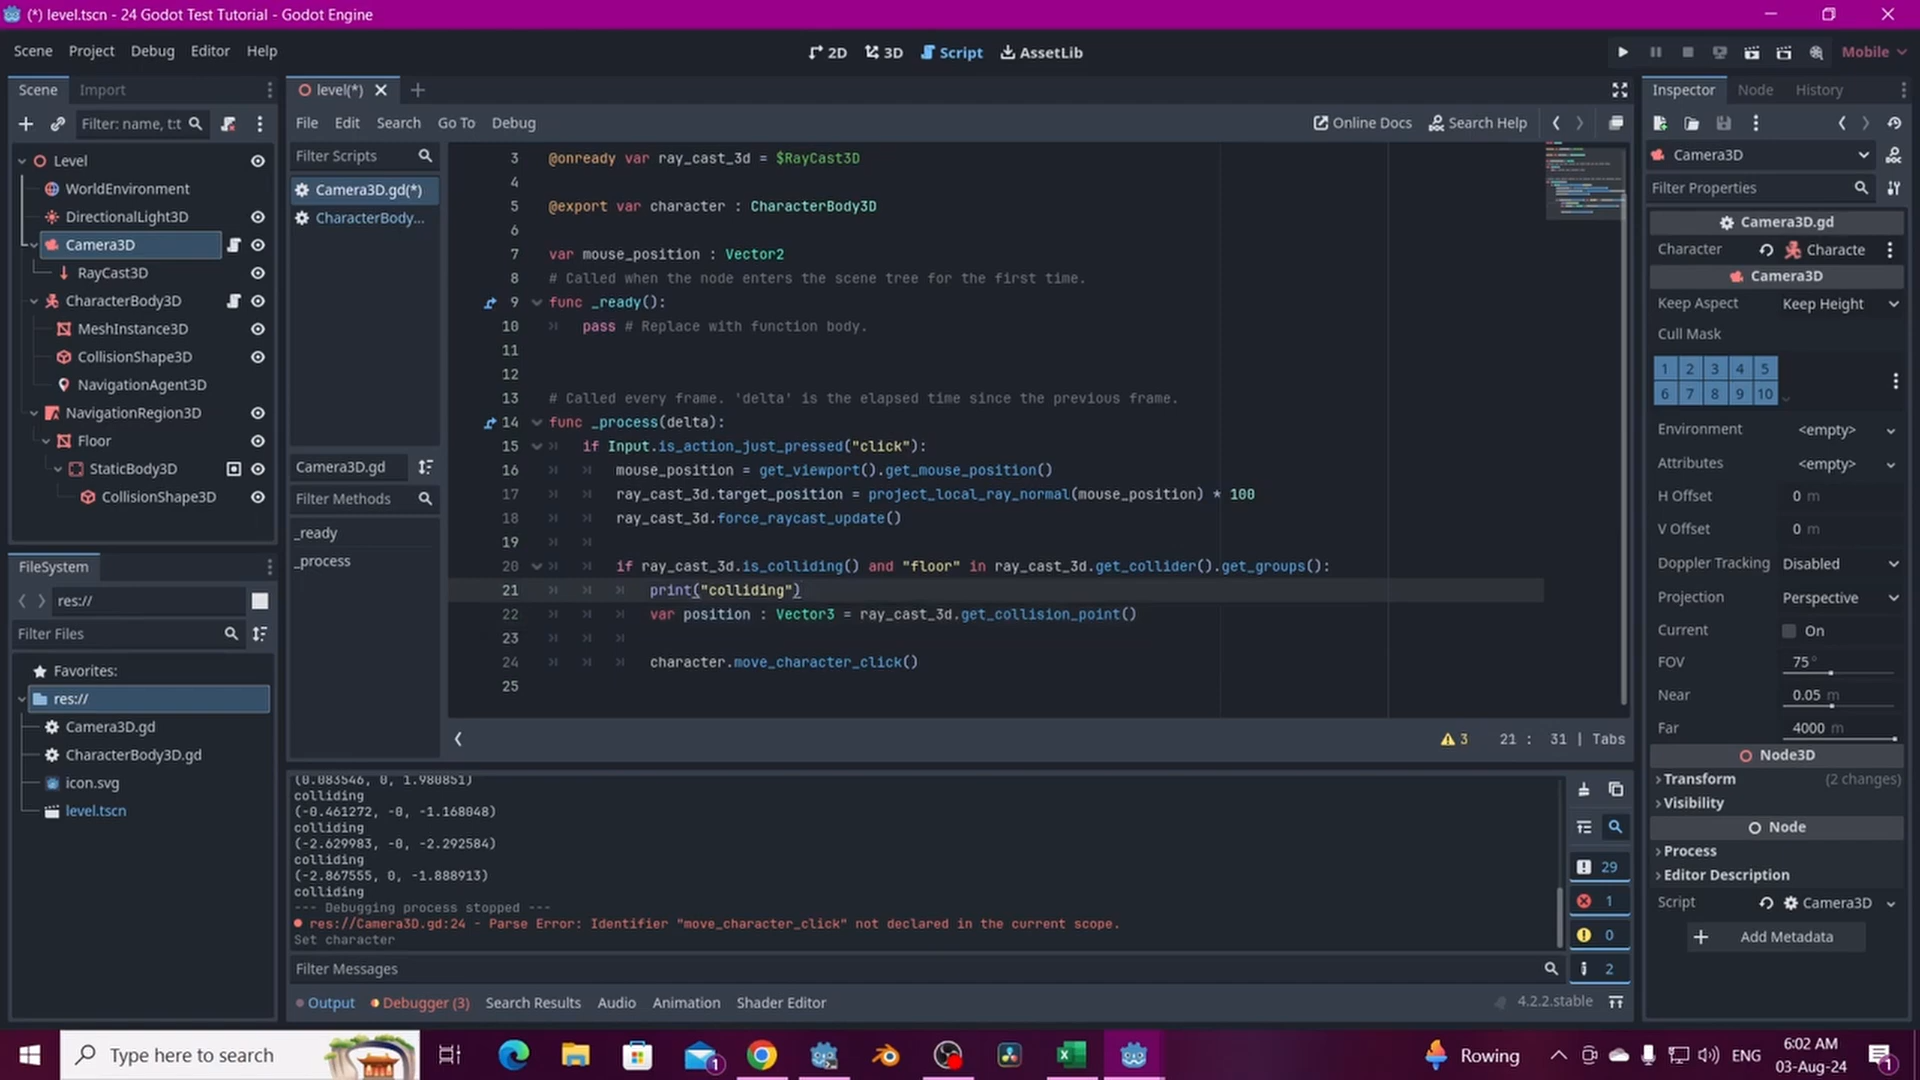 (*) level.tscn - 24 Godot Test Tutorial - Godot Engine
Scene Project Debug Editor Help
2D 3D Script AssetLib
Mobile
Scene Import
Filter: name, t:t
Level
WorldEnvironment
DirectionalLight3D
Camera3D
RayCast3D
CharacterBody3D
MeshInstance3D
CollisionShape3D
NavigationAgent3D
NavigationRegion3D
Floor
StaticBody3D
CollisionShape3D
FileSystem
res://
Filter Files
Favorites:
res://
Camera3D.gd
CharacterBody3D.gd
icon.svg
level.tscn
level(*)
File Edit Search Go To Debug
Online Docs Search Help
Filter Scripts
Camera3D.gd(*)
CharacterBody...
Camera3D.gd
Filter Methods
_ready
_process
3 @onready var ray_cast_3d = $RayCast3D
4
5 @export var character : CharacterBody3D
6
7 var mouse_position : Vector2
8 # Called when the node enters the scene tree for the first time.
9 func _ready():
10 pass # Replace with function body.
11
12
13 # Called every frame. 'delta' is the elapsed time since the previous frame.
14 func _process(delta):
15 if Input.is_action_just_pressed("click"):
16 mouse_position = get_viewport().get_mouse_position()
17 ray_cast_3d.target_position = project_local_ray_normal(mouse_position) * 100
18 ray_cast_3d.force_raycast_update()
19
20 if ray_cast_3d.is_colliding() and "floor" in ray_cast_3d.get_collider().get_groups():
21 print("colliding")
22 var position : Vector3 = ray_cast_3d.get_collision_point()
23
24 character.move_character_click()
25
3 21 : 31 | Tabs
(0.083546, 0, 1.980851)
colliding
(-0.461272, -0, -1.168048)
colliding
(-2.629983, -0, -2.292584)
colliding
(-2.867555, 0, -1.888913)
colliding
--- Debugging process stopped ---
res://Camera3D.gd:24 - Parse Error: Identifier "move_character_click" not declared in the current scope.
Set character
29
1
0
2
Filter Messages
Output Debugger (3) Search Results Audio Animation Shader Editor
4.2.2.stable
Inspector Node History
Camera3D
Filter Properties
Camera3D.gd
Character Characte
Camera3D
Keep Aspect Keep Height
Cull Mask
1 2 3 4 5
6 7 8 9 10
Environment <empty>
Attributes <empty>
H Offset 0 m
V Offset 0 m
Doppler Tracking Disabled
Projection Perspective
Current On
FOV 75 °
Near 0.05 m
Far 4000 m
Node3D
Transform (2 changes)
Visibility
Node
Process
Editor Description
Script Camera3D
Add Metadata
Type here to search
1
Rowing
ENG
6:02 AM
03-Aug-24
1